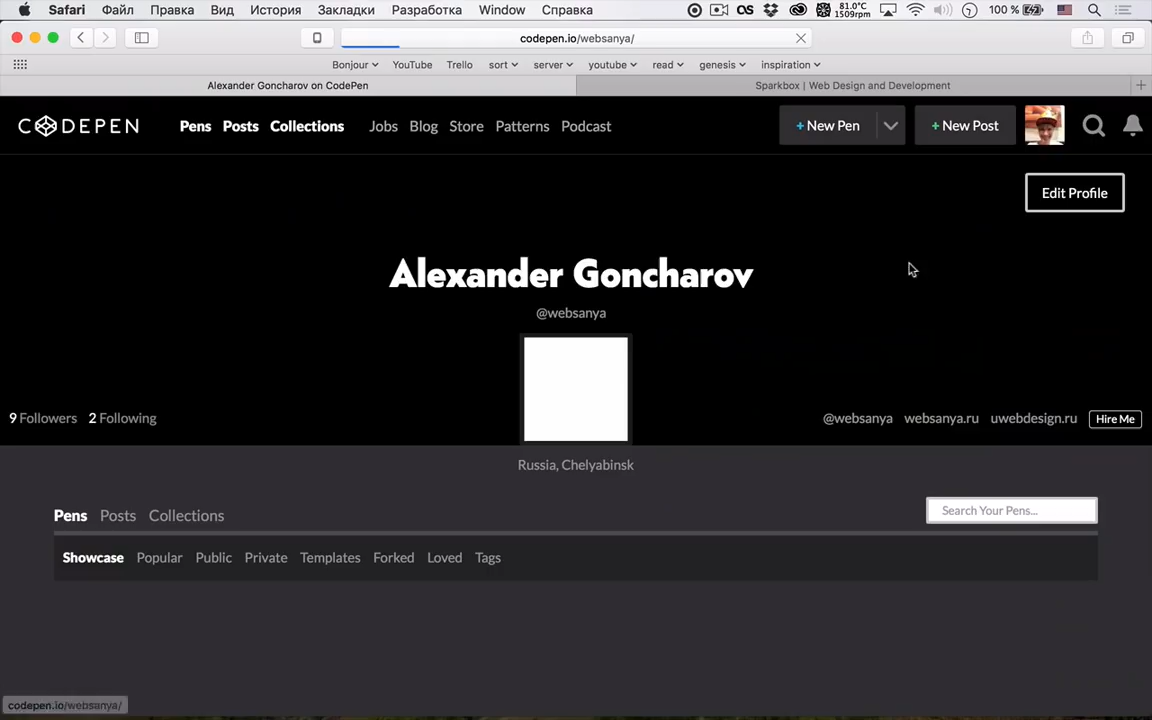 Safari Файл Правка Вид История Закладки Разработка Window Справка 81.0°C 1509rpm 100 %
codepen.io/websanya/
Bonjour YouTube Trello sort server youtube read genesis inspiration
Alexander Goncharov on CodePen Sparkbox | Web Design and Development
CODEPEN Pens Posts Collections Jobs Blog Store Patterns Podcast + New Pen + New Post
Edit Profile
Alexander Goncharov
@websanya
9 Followers 2 Following @websanya websanya.ru uwebdesign.ru Hire Me
Russia, Chelyabinsk
Pens Posts Collections Search Your Pens...
Showcase Popular Public Private Templates Forked Loved Tags
codepen.io/websanya/